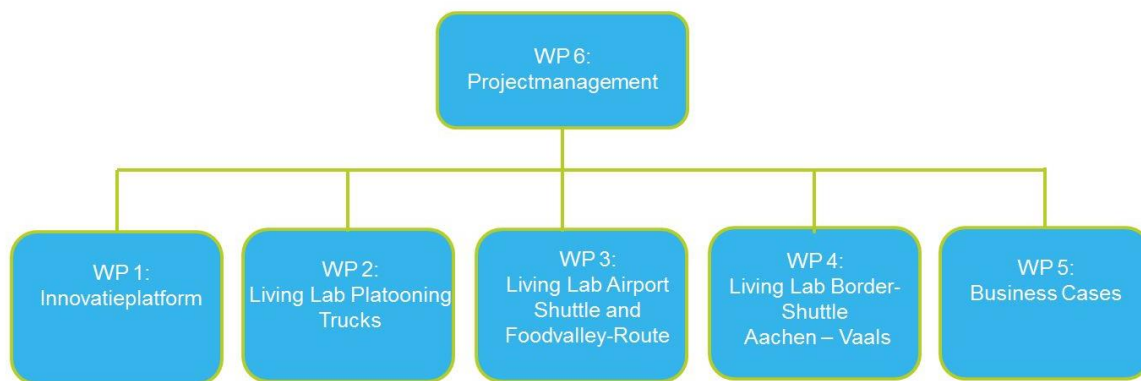 WP 6:
Projectmanagement
WP 1:
Innovatieplatform
WP 2:
Living Lab Platooning
Trucks
WP 3:
Living Lab Airport
Shuttle and
Foodvalley-Route
WP 4:
Living Lab Border-
Shuttle
Aachen – Vaals
WP 5:
Business Cases